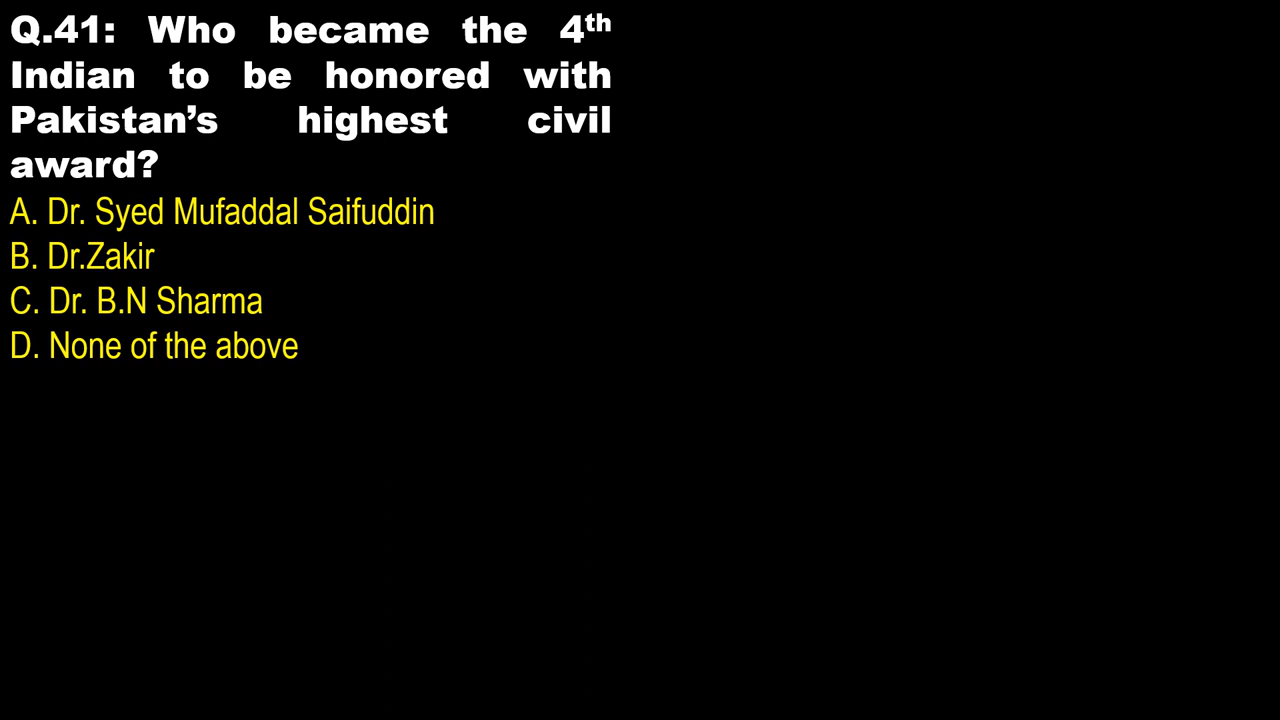 Q.41: Who became the 4th
Indian to be honored with
Pakistan’s highest civil
award?
A. Dr. Syed Mufaddal Saifuddin
B. Dr.Zakir
C. Dr. B.N Sharma
D. None of the above